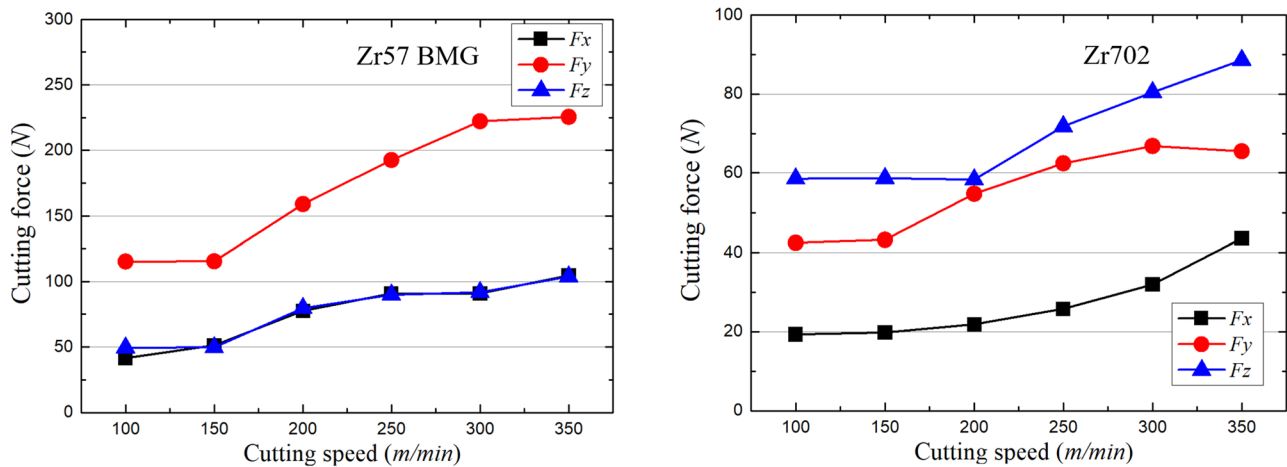 300
250
200
150
100
50
0
Cutting force (N)
Zr57 BMG
Fx
Fy
Fz
100 150 200 250 300 350
Cutting speed (m/min)
100
80
60
40
20
0
Cutting force (N)
Zr702
Fx
Fy
Fz
100 150 200 250 300 350
Cutting speed (m/min)